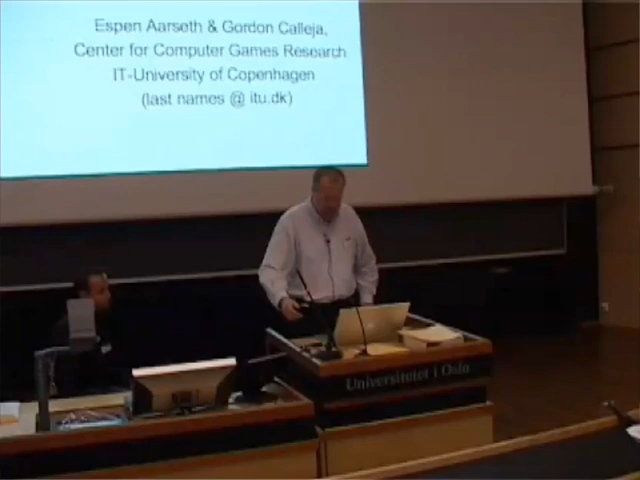 Espen Aarseth & Gordon Calleja,
Center for Computer Games Research
IT-University of Copenhagen
(last names @ itu.dk)
Universitetet i Oslo